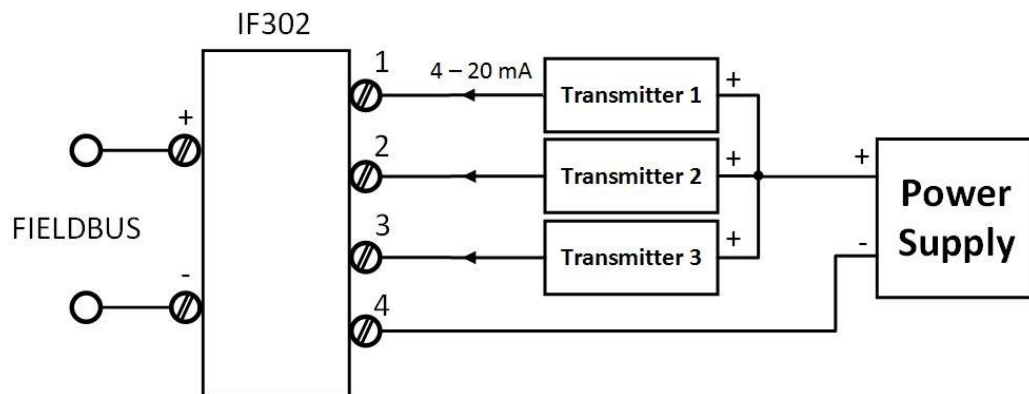 IF302
1
4 – 20 mA
Transmitter 1
+
+
2
Transmitter 2
+
+
Power
Supply
FIELDBUS
3
Transmitter 3
+
-
-
4